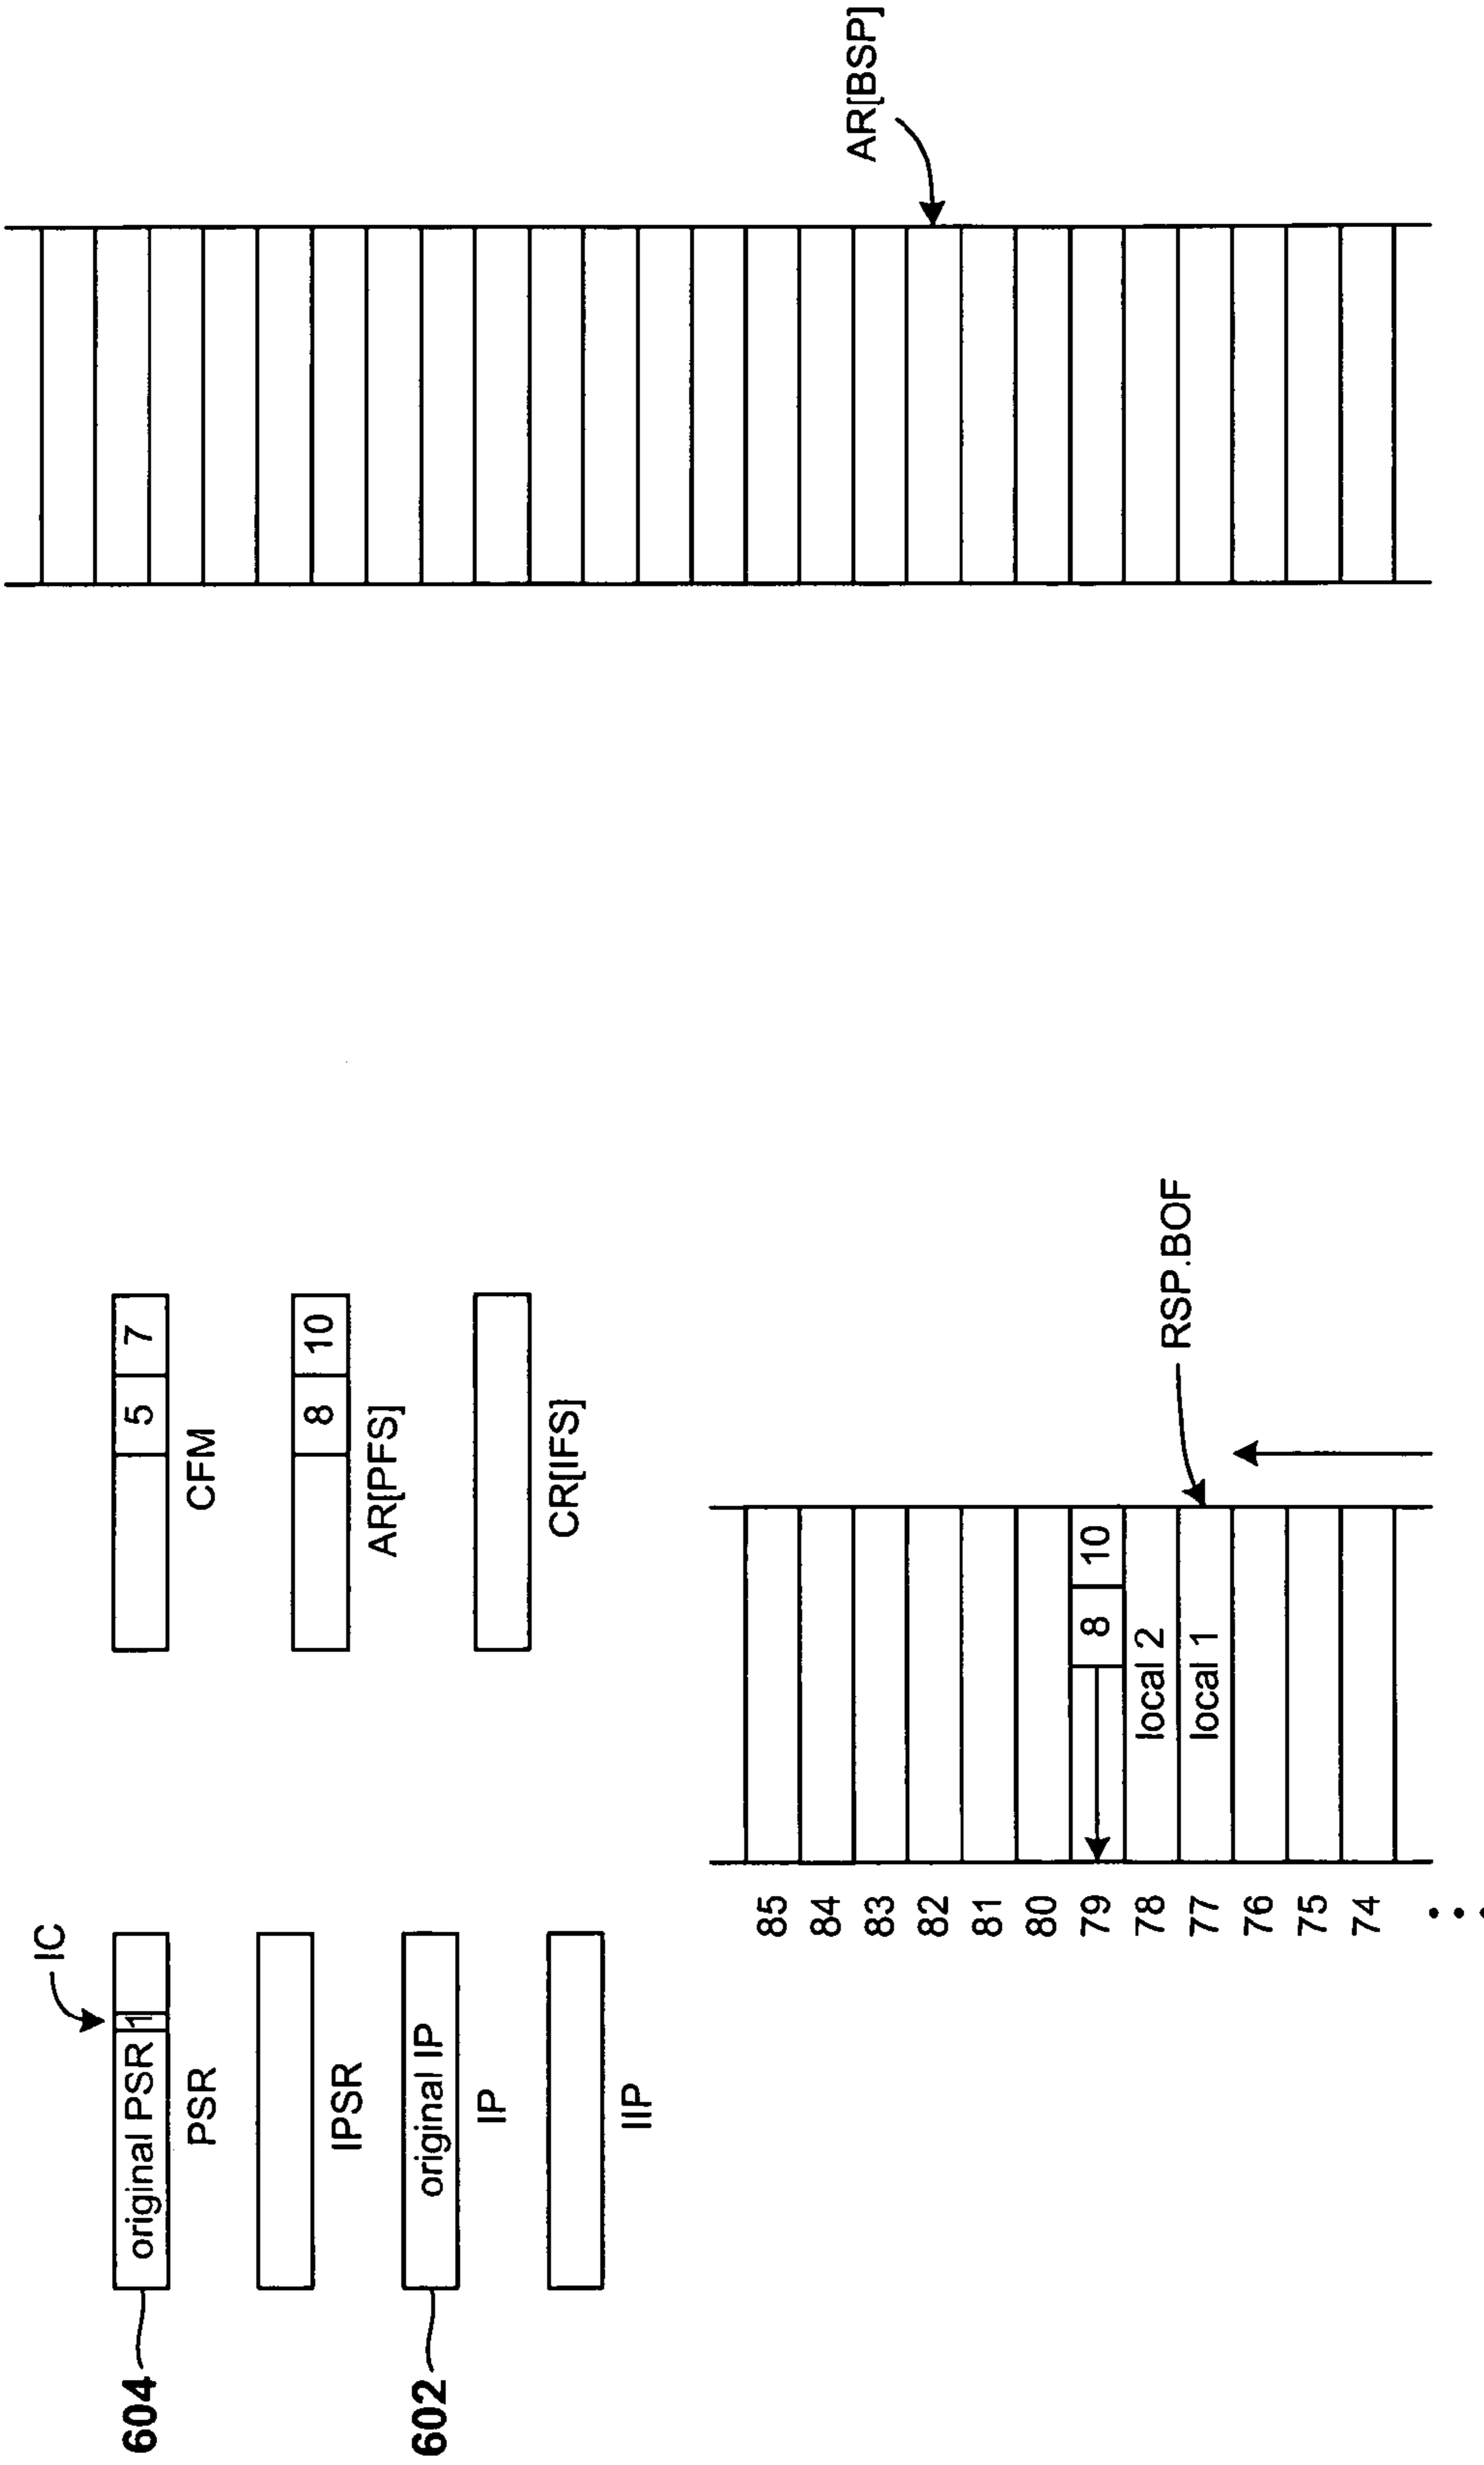 IC
604
original PSR 1
PSR
IPSR
602
original IP
IP
IIP
5 7
CFM
8 10
AR[PFS]
CR[IFS]
85
84
83
82
81
80
79 8 10
78 local 2
77 local 1
76
75
74
RSP.BOF
AR[BSP]